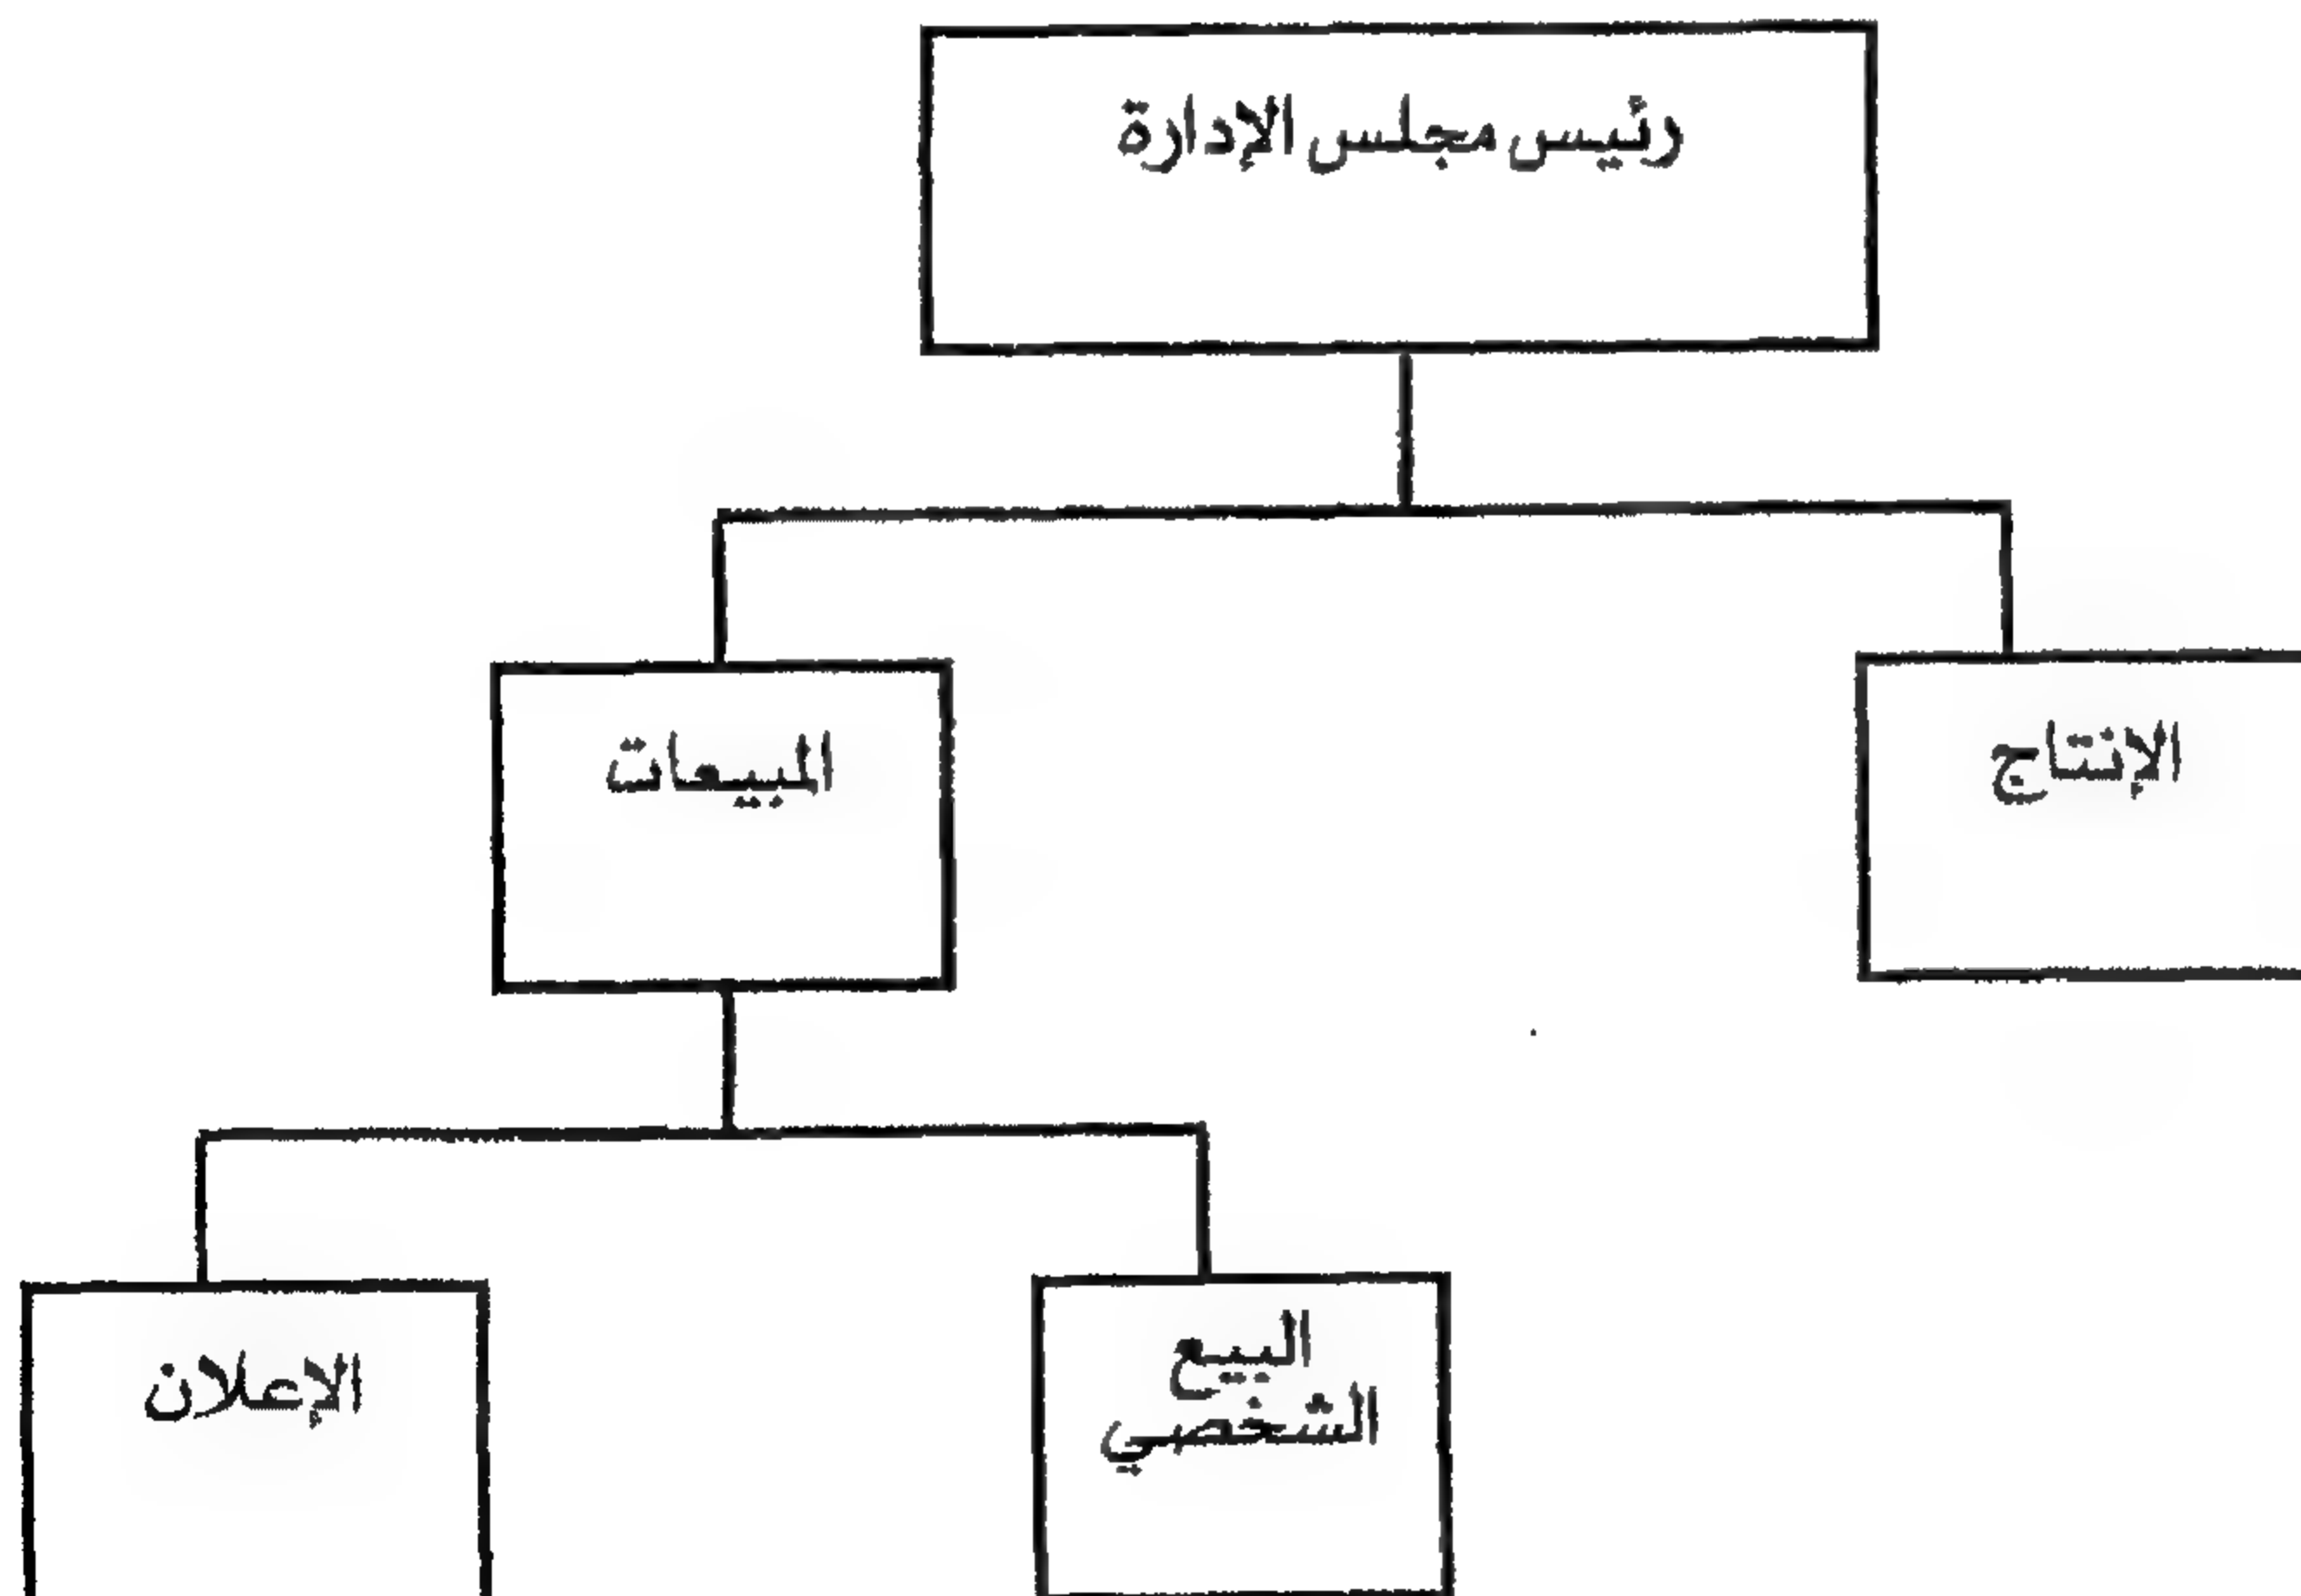 رئيس مجلس الإدارة
الإنتاج
المبيعات
البيع
الشخصي
الإعلان